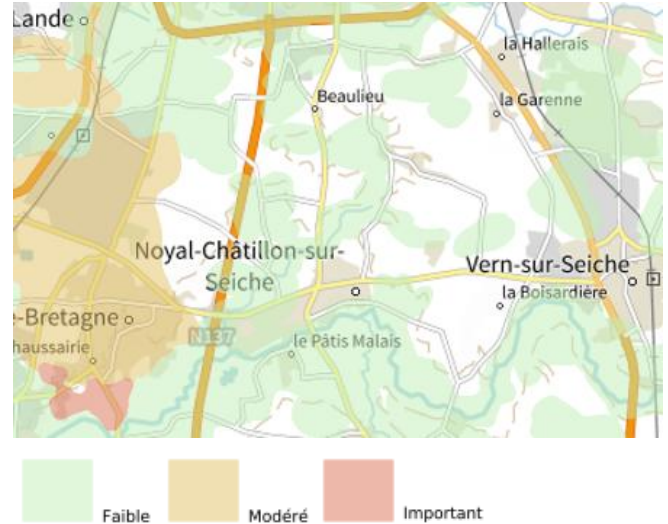 Lande
la Hallerais
Beaulieu
la Garenne
Noyal-Châtillon-sur-
Seiche
Vern-sur-Seiche
la Boisardière
e-Bretagne
haussairie
N137
le Pâtis Malais
Faible
Modéré
Important